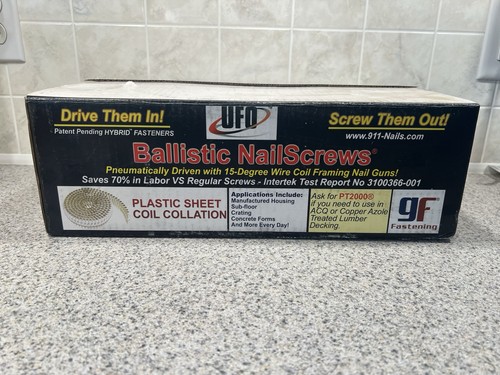 Drive Them In!
Patent Pending HYBRID™ FASTENERS
UFO
Screw Them Out!
www.911-Nails.com
Ballistic NailScrews®
Pneumatically Driven with 15-Degree Wire Coil Framing Nail Guns!
Saves 70% in Labor VS Regular Screws - Intertek Test Report No 3100366-001
PLASTIC SHEET
COIL COLLATION
Applications Include:
Manufactured Housing
Sub-floor
Crating
Concrete Forms
And More Every Day!
Ask for PT2000®
if you need to use in
ACQ or Copper Azole
Treated Lumber
Decking.
gF
Fastening